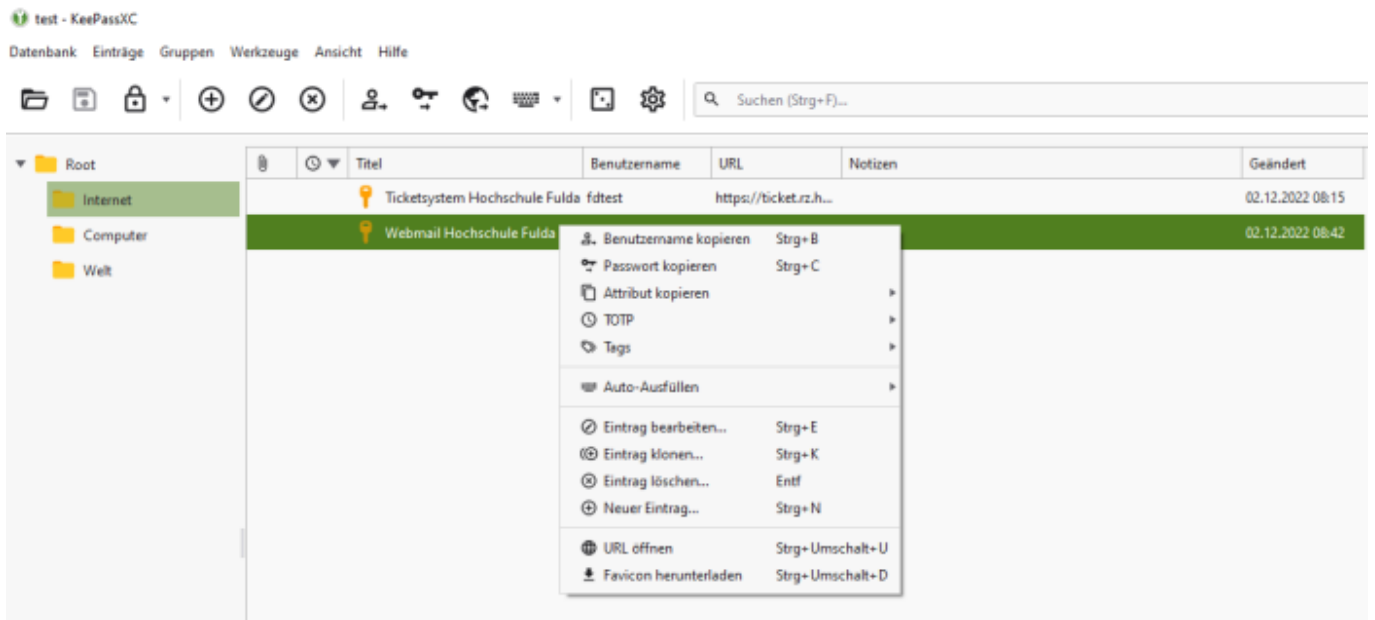 test - KeePassXC
Datenbank Einträge Gruppen Werkzeuge Ansicht Hilfe
Suchen (Strg+F)...
Root
Internet
Computer
Welt
Titel Benutzername URL Notizen Geändert
Ticketsystem Hochschule Fulda fdtest https://ticket.rz.h... 02.12.2022 08:15
Webmail Hochschule Fulda 02.12.2022 08:42
Benutzername kopieren Strg+B
Passwort kopieren Strg+C
Attribut kopieren
TOTP
Tags
Auto-Ausfüllen
Eintrag bearbeiten... Strg+E
Eintrag klonen... Strg+K
Eintrag löschen... Entf
Neuer Eintrag... Strg+N
URL öffnen Strg+Umschalt+U
Favicon herunterladen Strg+Umschalt+D